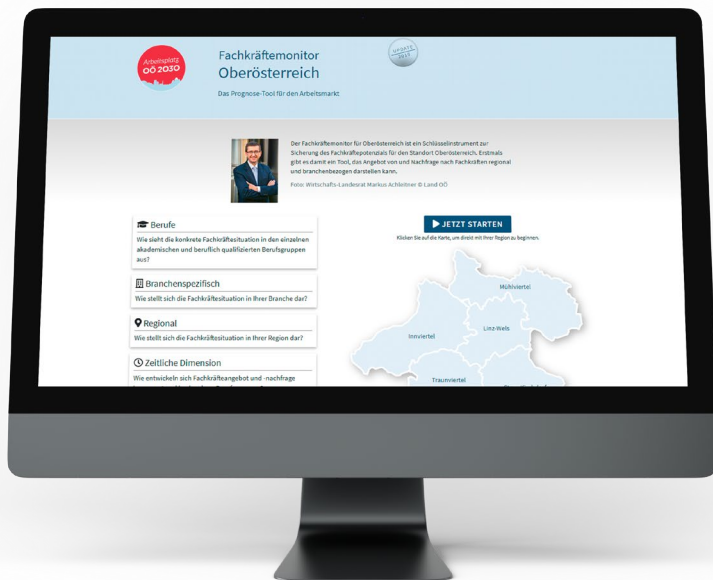 Arbeitsplatz
OÖ 2030
Fachkräftemonitor
Oberösterreich
Das Prognose-Tool für den Arbeitsmarkt
UPDATE
Der Fachkräftemonitor für Oberösterreich ist ein Schlüsselinstrument zur
Sicherung des Fachkräftepotenzials für den Standort Oberösterreich. Erstmals
gibt es damit ein Tool, das Angebot von und Nachfrage nach Fachkräften regional
und branchenbezogen darstellen kann.
Foto: Wirtschafts-Landesrat Markus Achleitner © Land OÖ
Berufe
Wie sieht die konkrete Fachkräftesituation in den einzelnen
akademischen und beruflich qualifizierten Berufsgruppen
aus?
Branchenspezifisch
Wie stellt sich die Fachkräftesituation in Ihrer Branche dar?
Regional
Wie stellt sich die Fachkräftesituation in Ihrer Region dar?
Zeitliche Dimension
Wie entwickeln sich Fachkräfteangebot und -nachfrage
JETZT STARTEN
Klicken Sie auf die Karte, um direkt mit Ihrer Region zu beginnen.
Mühlviertel
Linz-Wels
Innviertel
Traunviertel